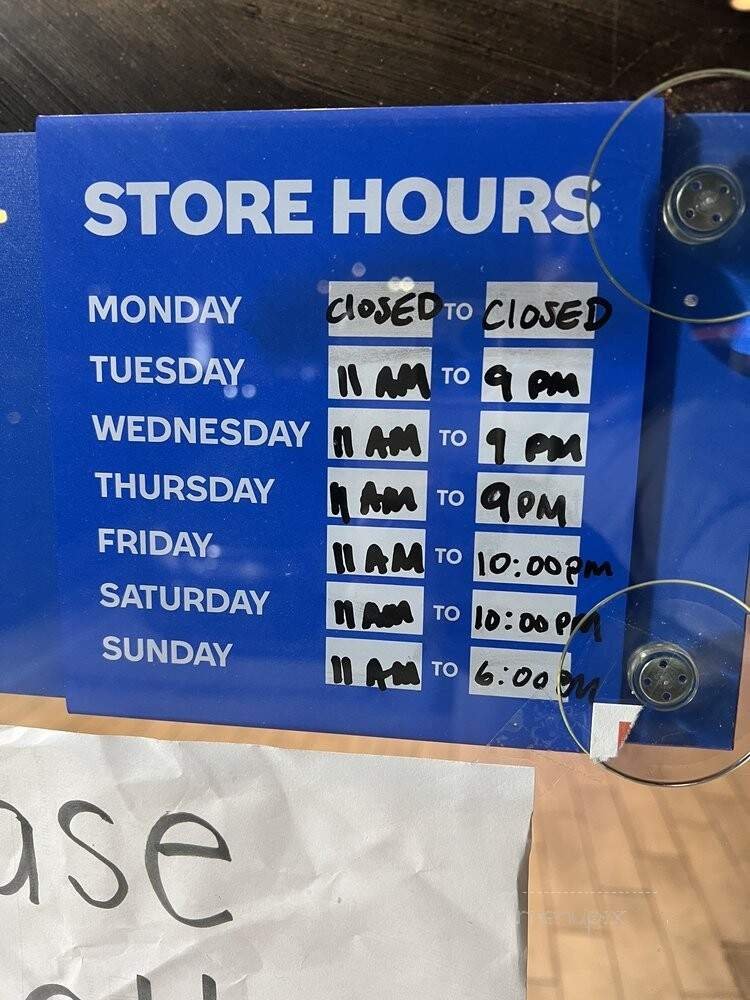 STORE HOURS
MONDAY CLOSED TO CLOSED
TUESDAY 11 AM TO 9 PM
WEDNESDAY 11 AM TO 9 PM
THURSDAY 11 AM TO 9PM
FRIDAY 11 AM TO 10:00pm
SATURDAY 11 AM TO 10:00 PM
SUNDAY 11 AM TO 6:00 PM
ase
menupix